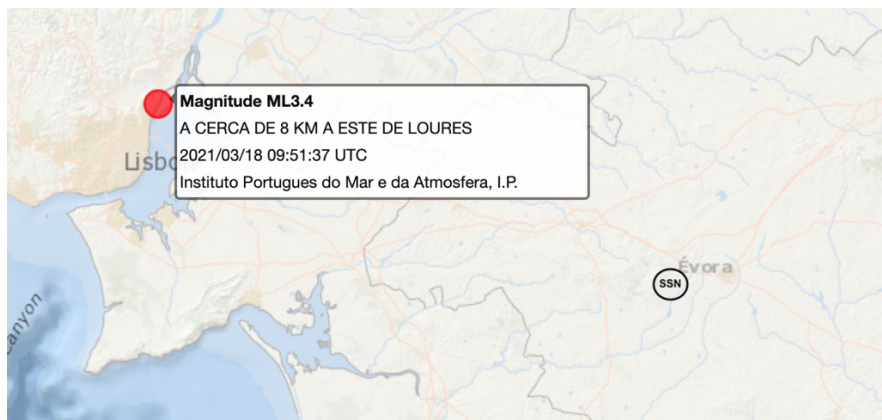 Magnitude ML3.4
A CERCA DE 8 KM A ESTE DE LOURES
2021/03/18 09:51:37 UTC
Instituto Portugues do Mar e da Atmosfera, I.P.
Lisbo
Évora
SSN
anyon